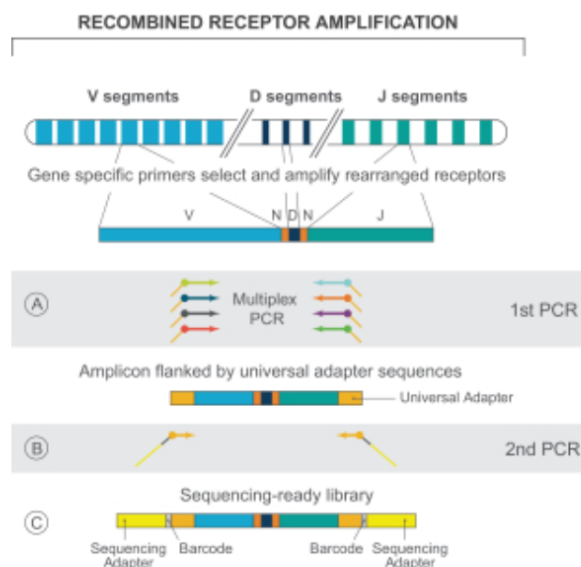 RECOMBINED RECEPTOR AMPLIFICATION
V segments D segments J segments
Gene specific primers select and amplify rearranged receptors
V N D N J
A Multiplex PCR 1st PCR
Amplicon flanked by universal adapter sequences
Universal Adapter
B 2nd PCR
Sequencing-ready library
C
Sequencing Adapter Barcode Barcode Sequencing Adapter